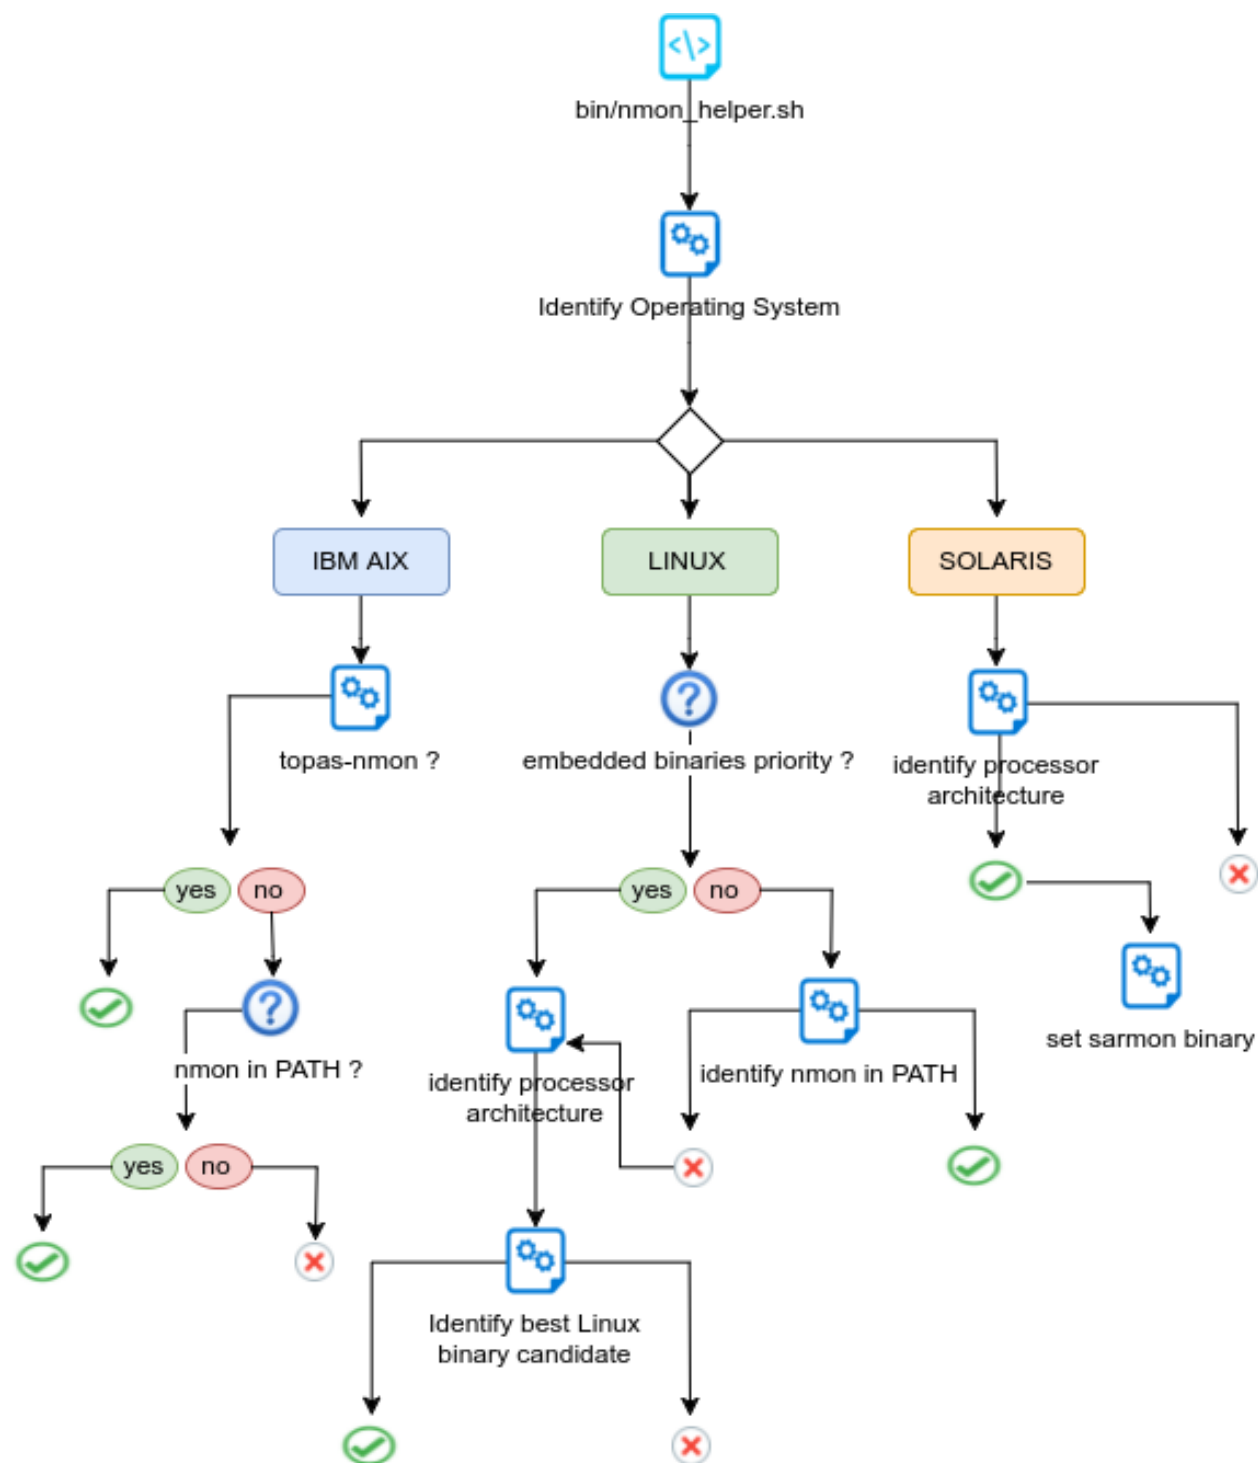 bin/nmon_helper.sh
Identify Operating System
IBM AIX
LINUX
SOLARIS
topas-nmon ?
embedded binaries priority ?
identify processor
architecture
yes
no
yes
no
set sarmon binary
nmon in PATH ?
identify processor
architecture
identify nmon in PATH
yes
no
Identify best Linux
binary candidate